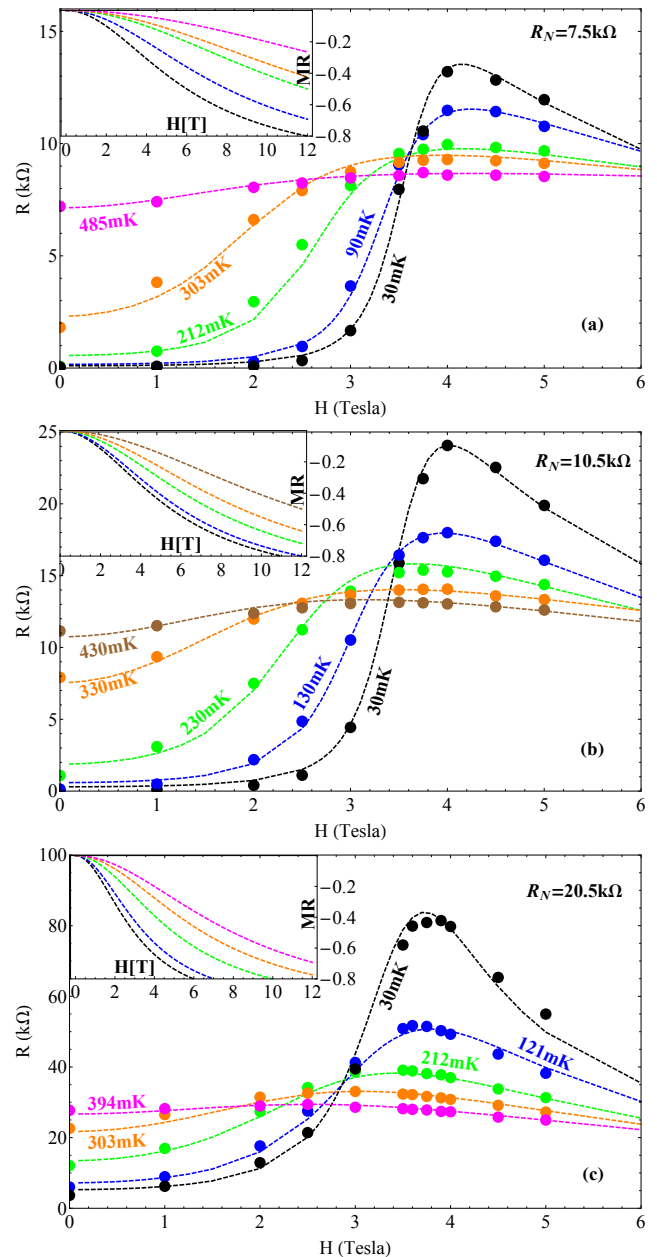 R_N=7.5kΩ
15
10
5
0
R (kΩ)
0 2 4 6 8 10 12
−0.2
−0.4
−0.6
−0.8
MR
H[T]
485mK
303mK
212mK
90mK
30mK
(a)
0 1 2 3 4 5 6
H (Tesla)
R_N=10.5kΩ
25
20
15
10
5
0
R (kΩ)
0 2 4 6 8 10 12
−0.2
−0.4
−0.6
−0.8
MR
H[T]
430mK
330mK
230mK
130mK
30mK
(b)
0 1 2 3 4 5 6
H (Tesla)
R_N=20.5kΩ
100
80
60
40
20
0
R (kΩ)
0 2 4 6 8 10 12
−0.2
−0.4
−0.6
−0.8
MR
H[T]
30mK
121mK
212mK
394mK
303mK
(c)
0 1 2 3 4 5 6
H (Tesla)